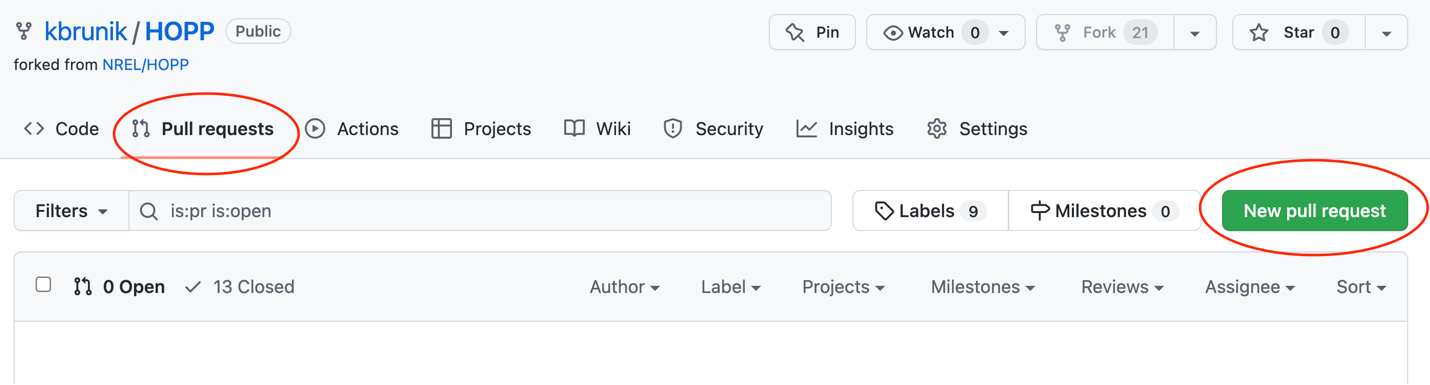 kbrunik / HOPP Public Pin Watch 0 Fork 21 Star 0
forked from NREL/HOPP
Code Pull requests Actions Projects Wiki Security Insights Settings
Filters is:pr is:open Labels 9 Milestones 0 New pull request
0 Open 13 Closed Author Label Projects Milestones Reviews Assignee Sort